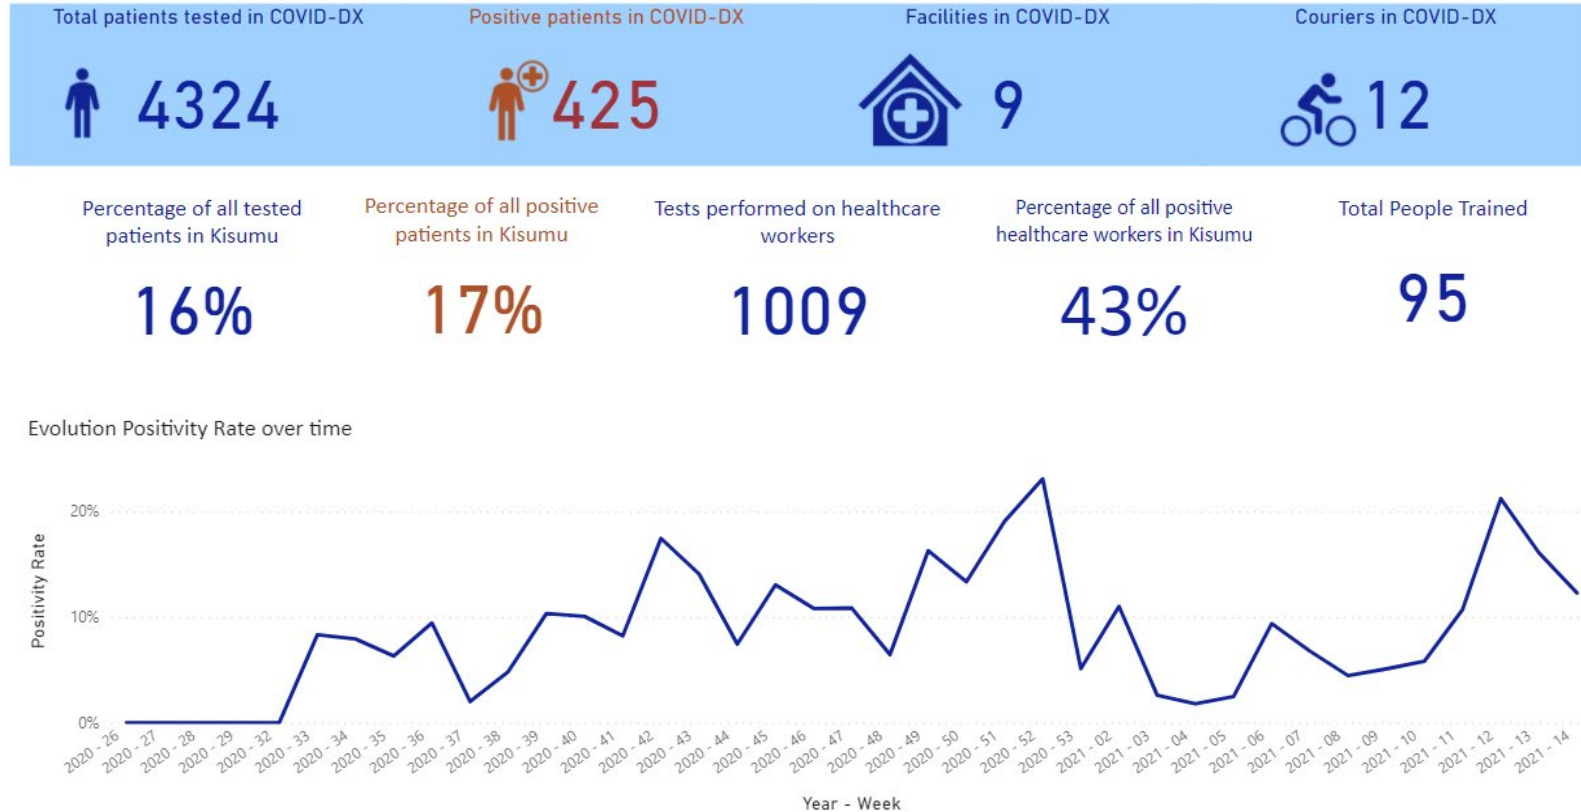 Total patients tested in COVID-DX
Positive patients in COVID-DX
Facilities in COVID-DX
Couriers in COVID-DX
4324
425
9
12
Percentage of all tested
patients in Kisumu
Percentage of all positive
patients in Kisumu
Tests performed on healthcare
workers
Percentage of all positive
healthcare workers in Kisumu
Total People Trained
16%
17%
1009
43%
95
Evolution Positivity Rate over time
Positivity Rate
20%
10%
0%
2020 - 26
2020 - 27
2020 - 28
2020 - 29
2020 - 32
2020 - 33
2020 - 34
2020 - 35
2020 - 36
2020 - 37
2020 - 38
2020 - 39
2020 - 40
2020 - 41
2020 - 42
2020 - 43
2020 - 44
2020 - 45
2020 - 46
2020 - 47
2020 - 48
2020 - 49
2020 - 50
2020 - 51
2020 - 52
2020 - 53
2021 - 02
2021 - 03
2021 - 04
2021 - 05
2021 - 06
2021 - 07
2021 - 08
2021 - 09
2021 - 10
2021 - 11
2021 - 12
2021 - 13
2021 - 14
Year - Week